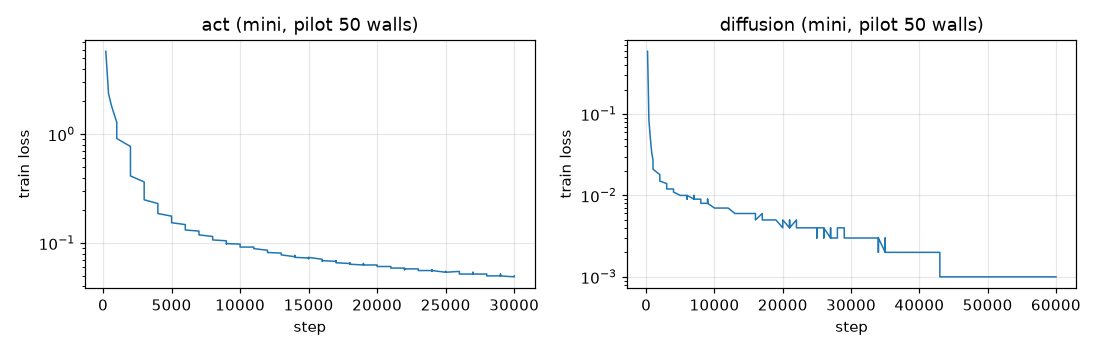 act (mini, pilot 50 walls)
train loss
10⁰
10⁻¹
0 5000 10000 15000 20000 25000 30000
step
diffusion (mini, pilot 50 walls)
train loss
10⁻¹
10⁻²
10⁻³
0 10000 20000 30000 40000 50000 60000
step